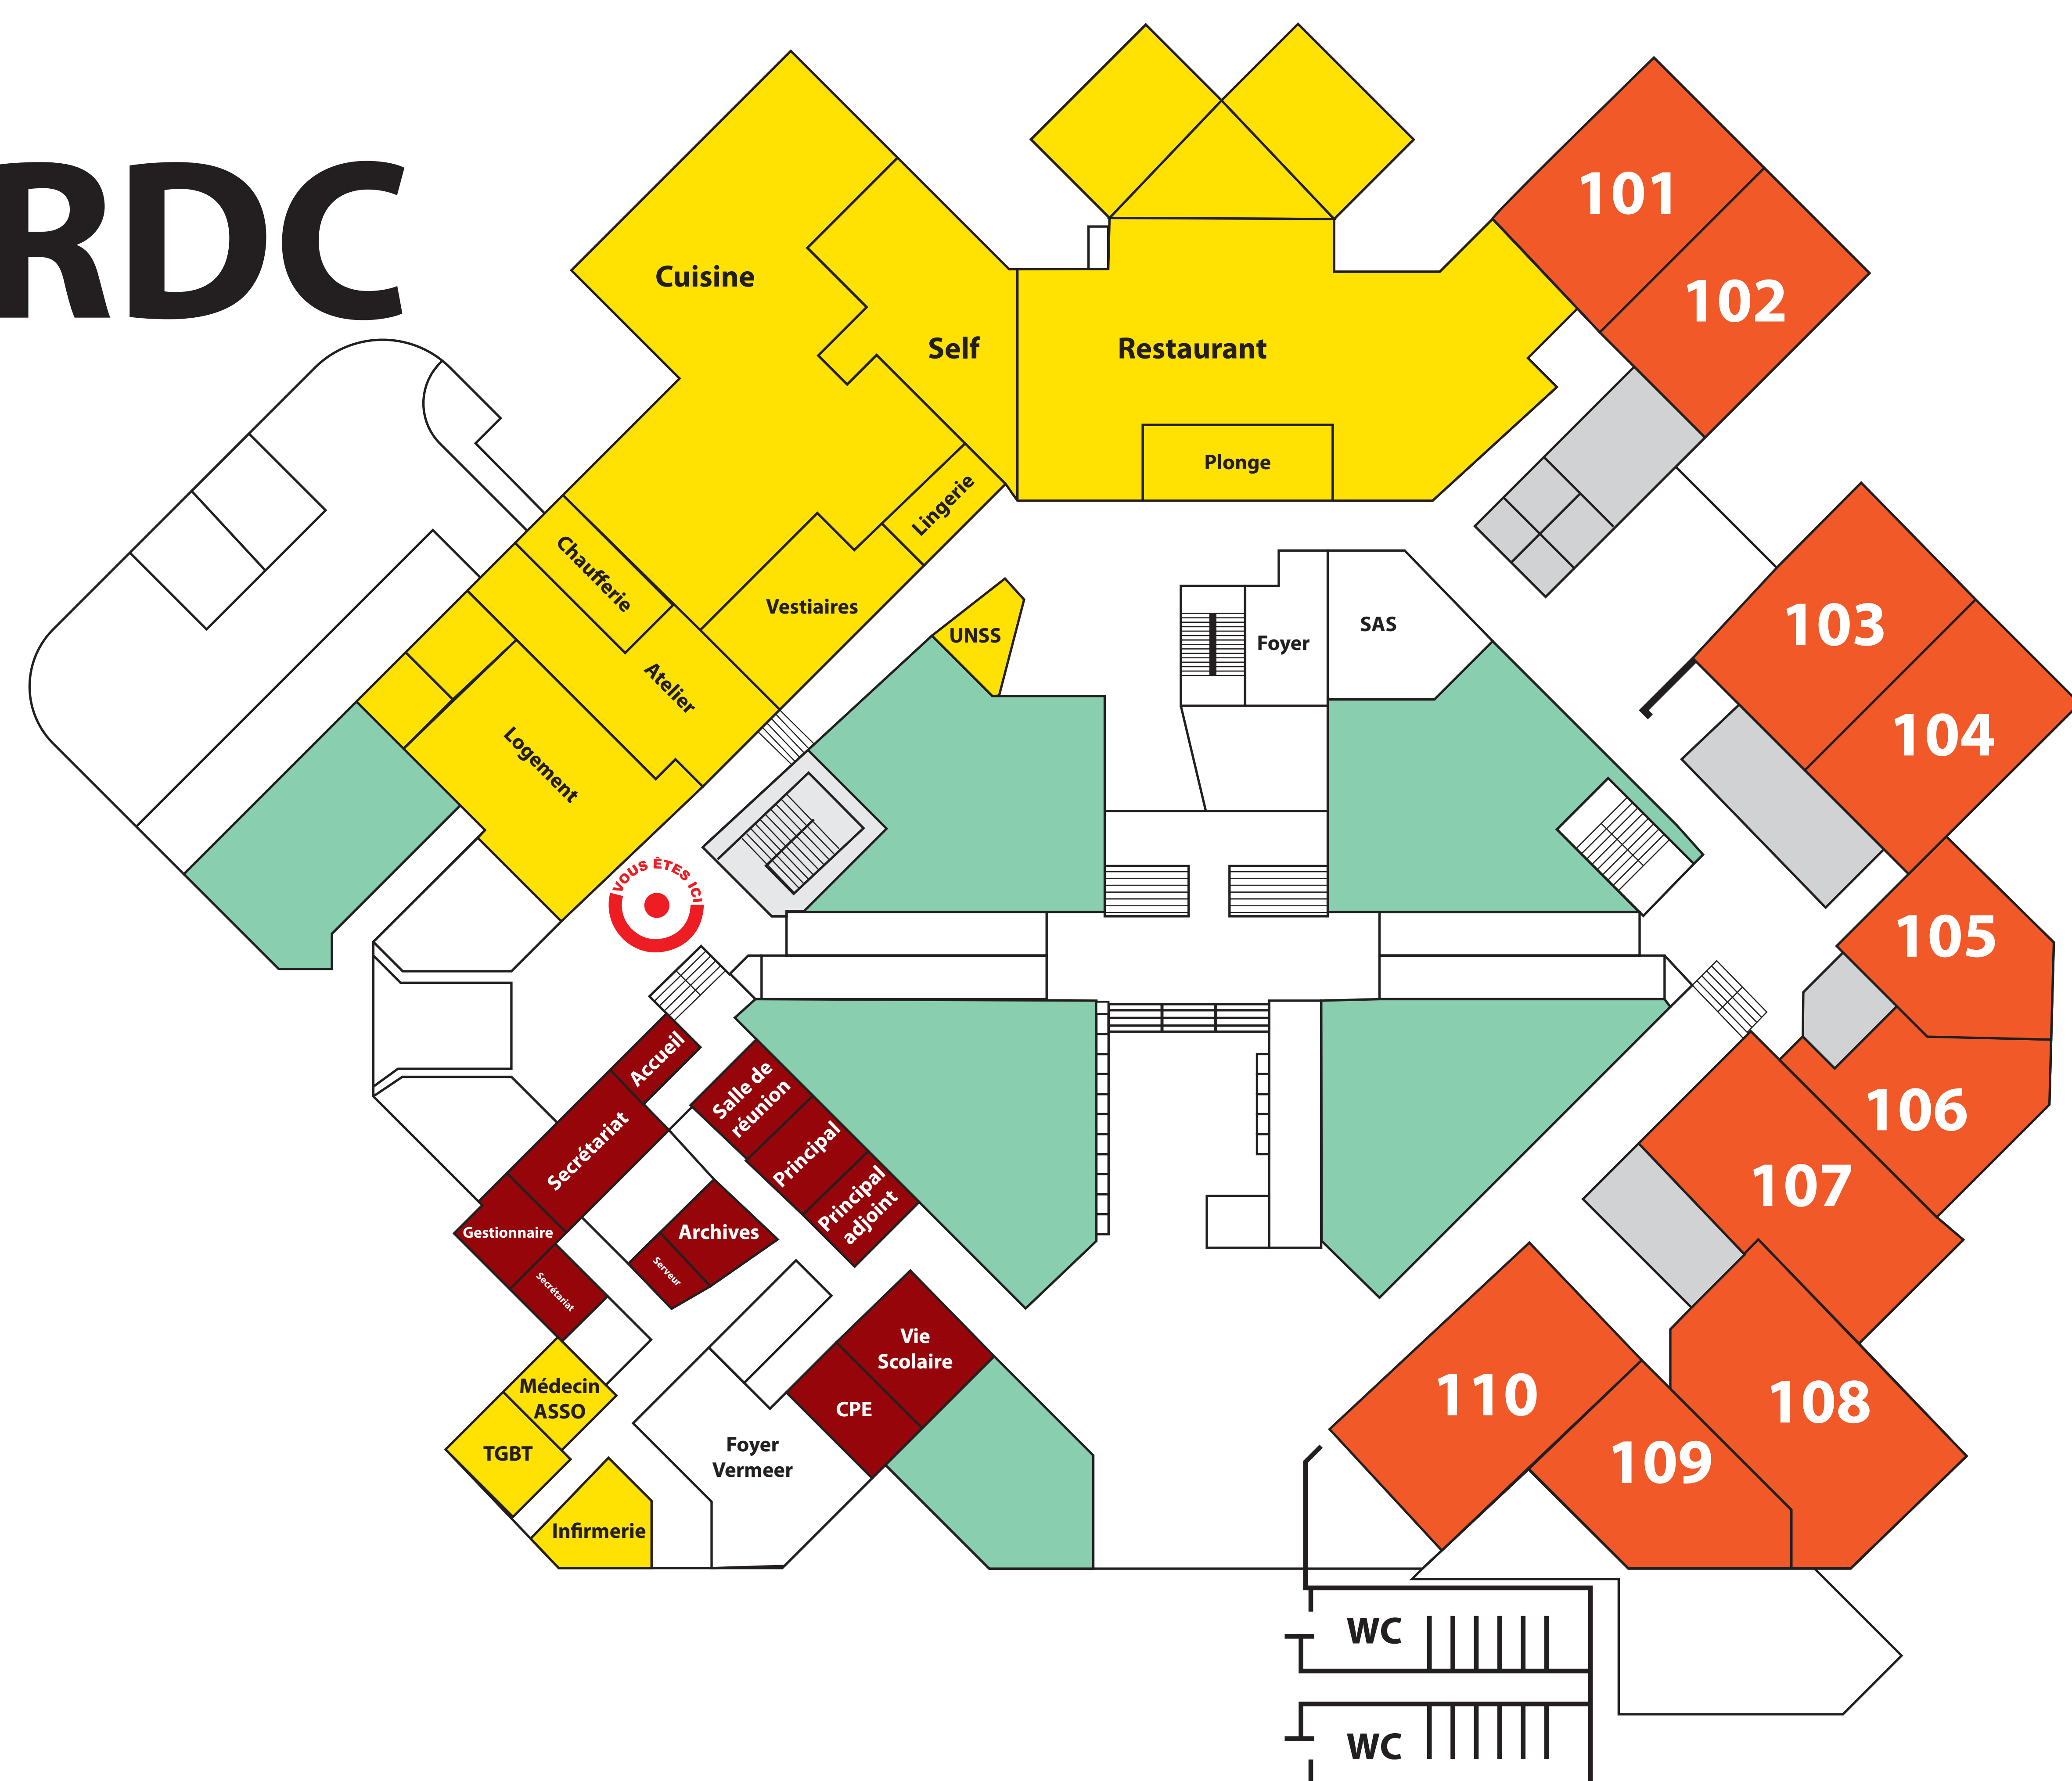 RDC
101
102
Cuisine
Self
Restaurant
Plonge
Lingerie
Chaufferie
Vestiaires
UNSS
Foyer
SAS
103
104
Atelier
Logement
VOUS ÊTES ICI
105
106
107
Accueil
Salle de
réunion
Secrétariat
Principal
Principal
adjoint
Gestionnaire
Archives
Serveur
Secrétariat
Vie
Scolaire
CPE
Médecin
ASSO
TGBT
Foyer
Vermeer
Infirmerie
110
108
109
WC
WC